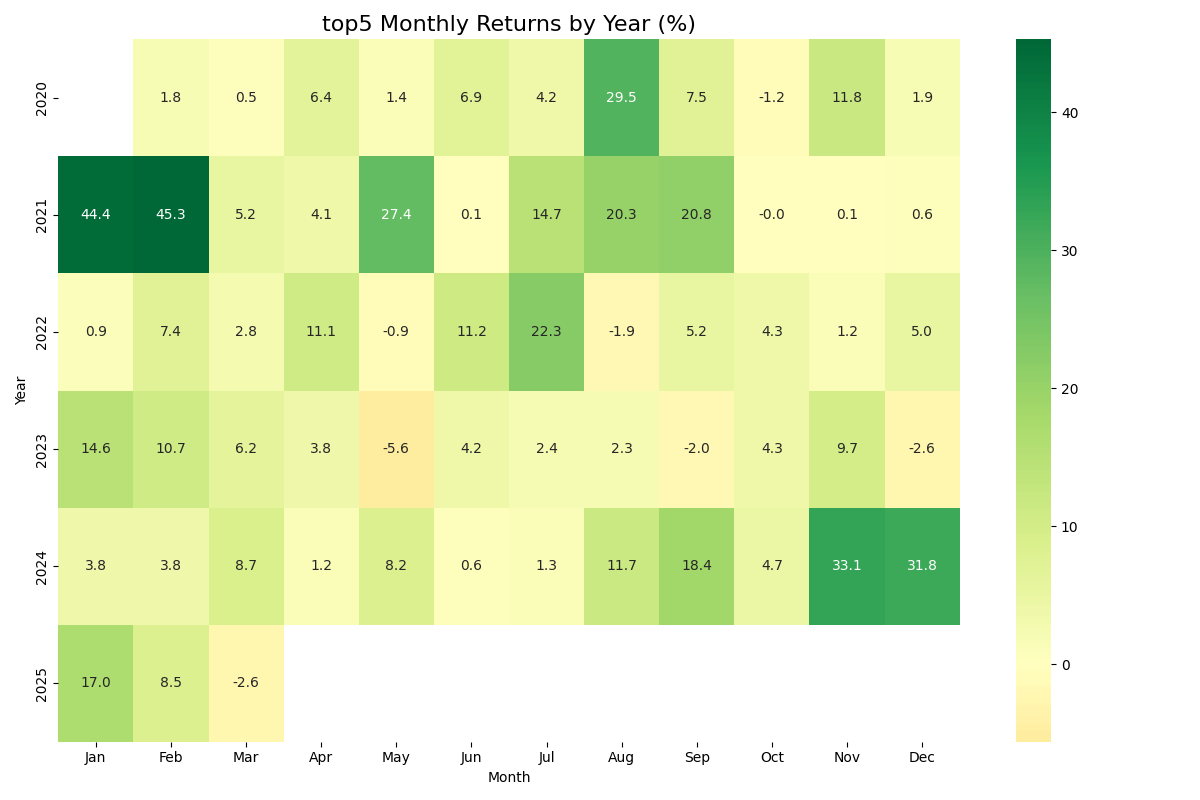 top5 Monthly Returns by Year (%)
2020 1.8 0.5 6.4 1.4 6.9 4.2 29.5 7.5 -1.2 11.8 1.9
2021 44.4 45.3 5.2 4.1 27.4 0.1 14.7 20.3 20.8 -0.0 0.1 0.6
2022 0.9 7.4 2.8 11.1 -0.9 11.2 22.3 -1.9 5.2 4.3 1.2 5.0
Year
2023 14.6 10.7 6.2 3.8 -5.6 4.2 2.4 2.3 -2.0 4.3 9.7 -2.6
2024 3.8 3.8 8.7 1.2 8.2 0.6 1.3 11.7 18.4 4.7 33.1 31.8
2025 17.0 8.5 -2.6
Jan Feb Mar Apr May Jun Jul Aug Sep Oct Nov Dec
Month
40
30
20
10
0